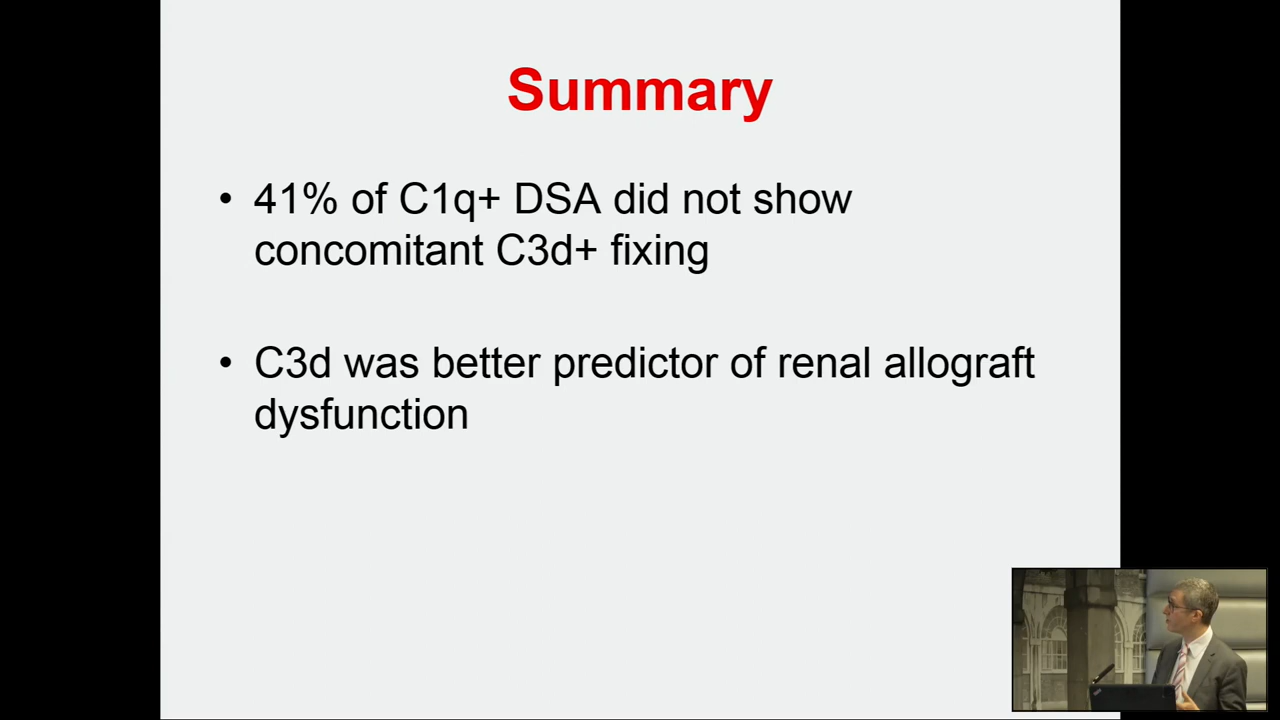 Summary
• 41% of C1q+ DSA did not show
concomitant C3d+ fixing
• C3d was better predictor of renal allograft
dysfunction